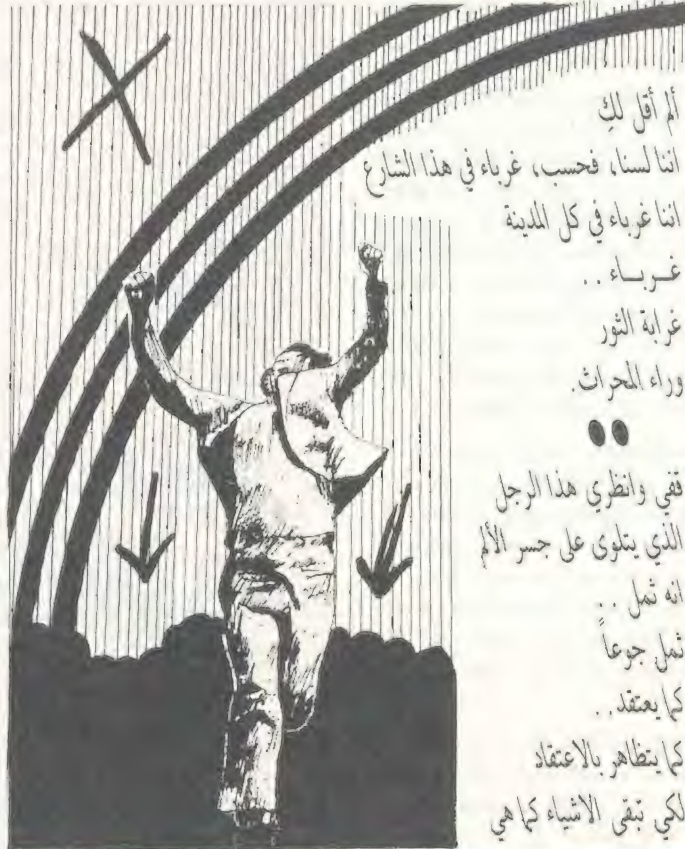 ألم أقل لكِ
اننا لسنا، فحسب، غرباء في هذا الشارع
اننا غرباء في كل المدينة
غـربـاء ..
غرابة الثور
وراء المحراث.
قفي وانظري هذا الرجل
الذي يتلوى على جسر الألم
انه ثمل ..
ثمل جوعاً
كما يعتقد ..
كما يتظاهر بالاعتقاد
لكي تبقى الاشياء كما هي